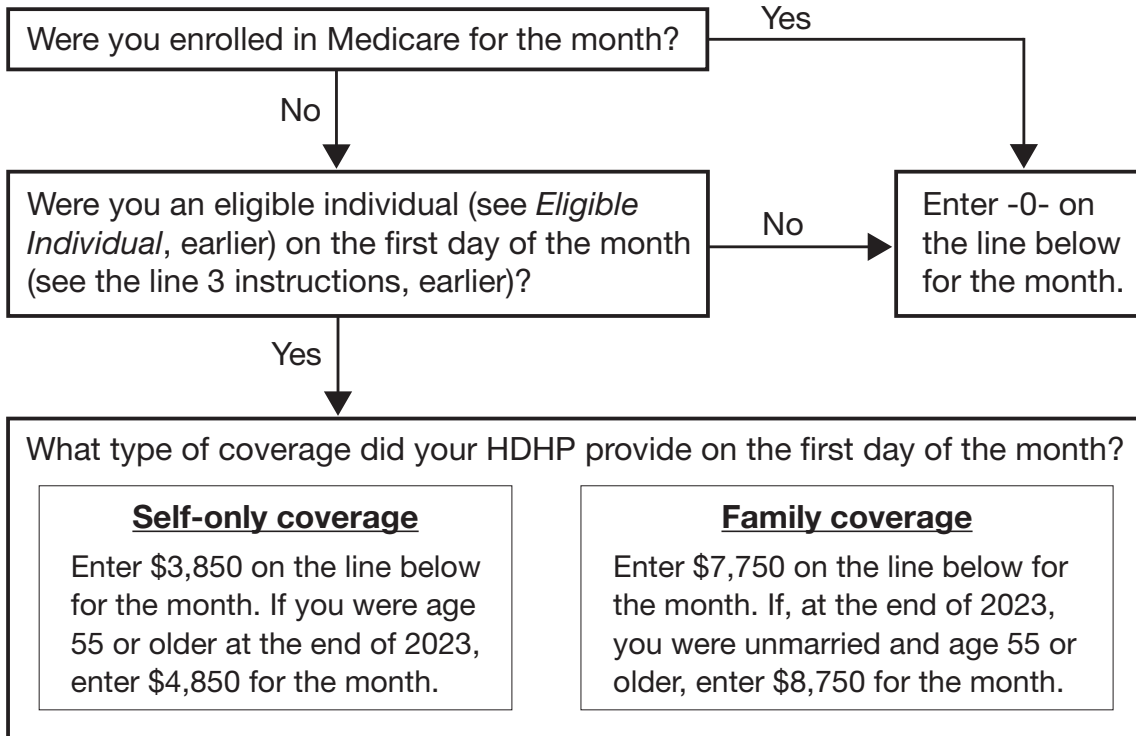 Were you enrolled in Medicare for the month?
Yes
No
Were you an eligible individual (see Eligible
Individual, earlier) on the first day of the month
(see the line 3 instructions, earlier)?
No
Enter -0- on
the line below
for the month.
Yes
What type of coverage did your HDHP provide on the first day of the month?
Self-only coverage
Enter $3,850 on the line below
for the month. If you were age
55 or older at the end of 2023,
enter $4,850 for the month.
Family coverage
Enter $7,750 on the line below for
the month. If, at the end of 2023,
you were unmarried and age 55 or
older, enter $8,750 for the month.